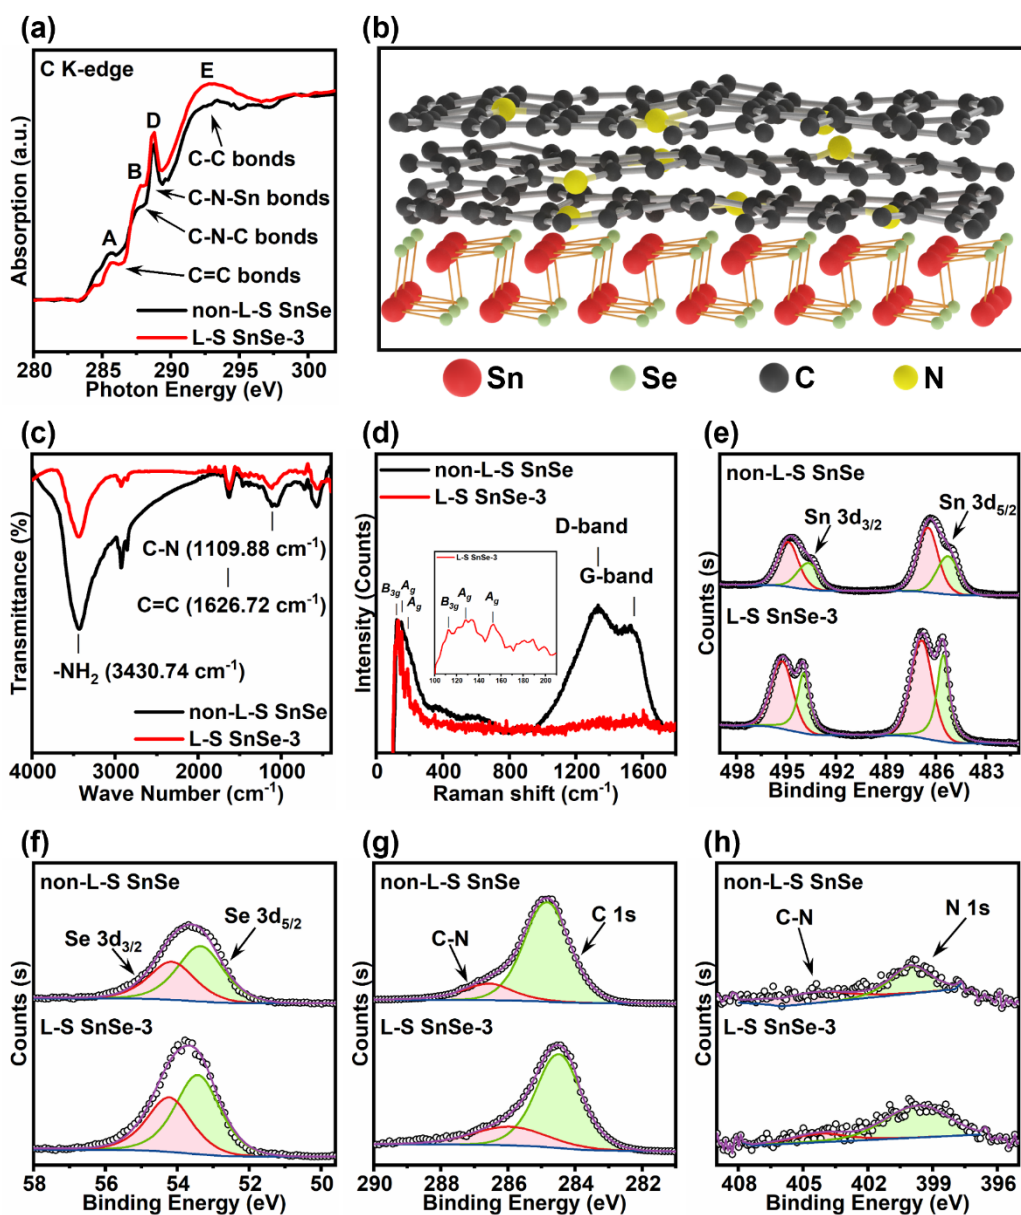 (a)
C K-edge
E
D
B
A
C-C bonds
C-N-Sn bonds
C-N-C bonds
C=C bonds
non-L-S SnSe
L-S SnSe-3
Absorption (a.u.)
280 285 290 295 300
Photon Energy (eV)
(b)
Sn Se C N
(c)
C-N (1109.88 cm⁻¹)
C=C (1626.72 cm⁻¹)
-NH₂ (3430.74 cm⁻¹)
non-L-S SnSe
L-S SnSe-3
Transmittance (%)
4000 3000 2000 1000
Wave Number (cm⁻¹)
(d)
non-L-S SnSe
L-S SnSe-3
D-band
G-band
B3g Ag
Ag
L-S SnSe-3
B3g Ag Ag
100 120 140 160 180 200
Intensity (Counts)
0 400 800 1200 1600
Raman shift (cm⁻¹)
(e)
non-L-S SnSe
Sn 3d3/2
Sn 3d5/2
L-S SnSe-3
Counts (s)
498 495 492 489 486 483
Binding Energy (eV)
(f)
non-L-S SnSe
Se 3d3/2
Se 3d5/2
L-S SnSe-3
Counts (s)
58 56 54 52 50
Binding Energy (eV)
(g)
non-L-S SnSe
C-N
C 1s
L-S SnSe-3
Counts (s)
290 288 286 284 282
Binding Energy (eV)
(h)
non-L-S SnSe
C-N
N 1s
L-S SnSe-3
Counts (s)
408 405 402 399 396
Binding Energy (eV)